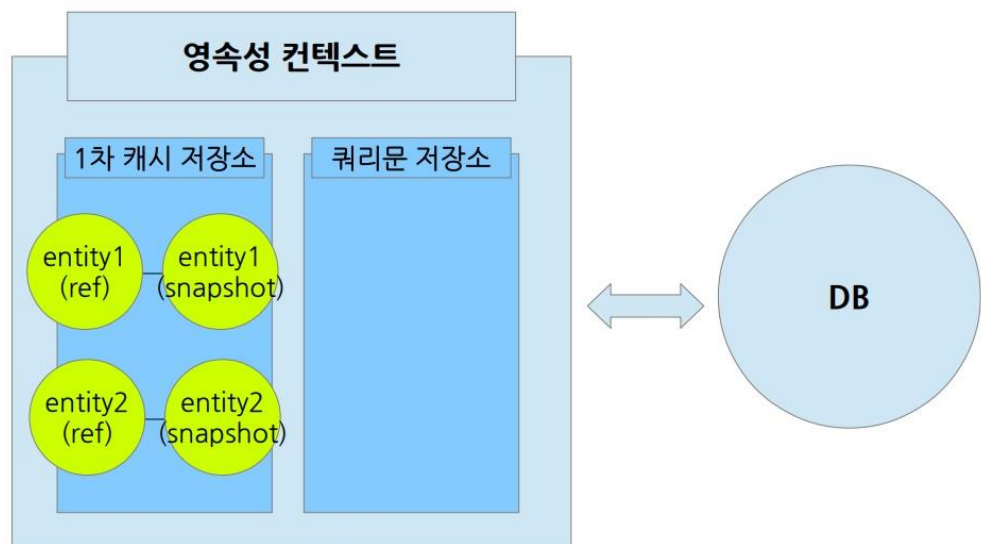 영속성 컨텍스트
1차 캐시 저장소
쿼리문 저장소
entity1
(ref)
entity1
(snapshot)
entity2
(ref)
entity2
(snapshot)
DB